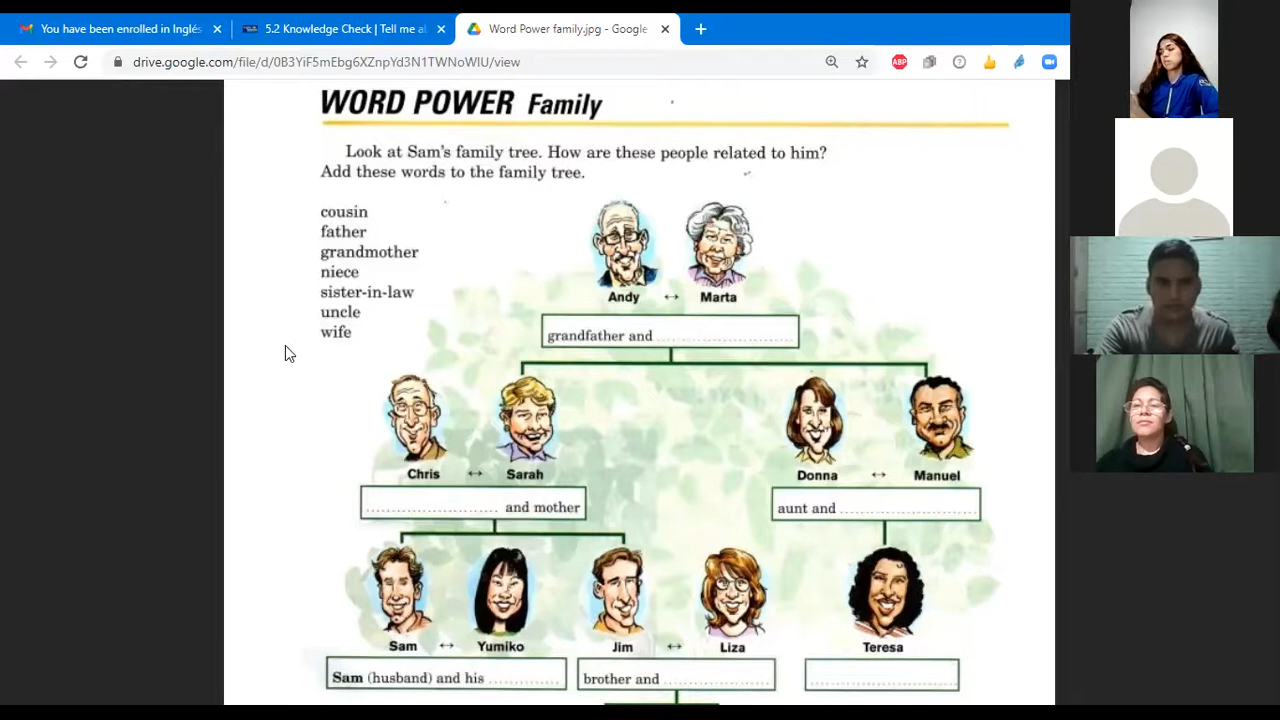 You have been enrolled in Inglés
5.2 Knowledge Check | Tell me ab
Word Power family.jpg - Google
drive.google.com/file/d/0B3YiF5mEbgGXZnpYd3N1TWNoWlU/view
ABP
WORD POWER Family
Look at Sam's family tree. How are these people related to him?
Add these words to the family tree.
cousin
father
grandmother
niece
sister-in-law
uncle
wife
Andy ↔ Marta
grandfather and ........................
Chris ↔ Sarah
Donna ↔ Manuel
........................ and mother
aunt and ........................
Sam ↔ Yumiko
Jim ↔ Liza
Teresa
Sam (husband) and his ............
brother and ..................
........................